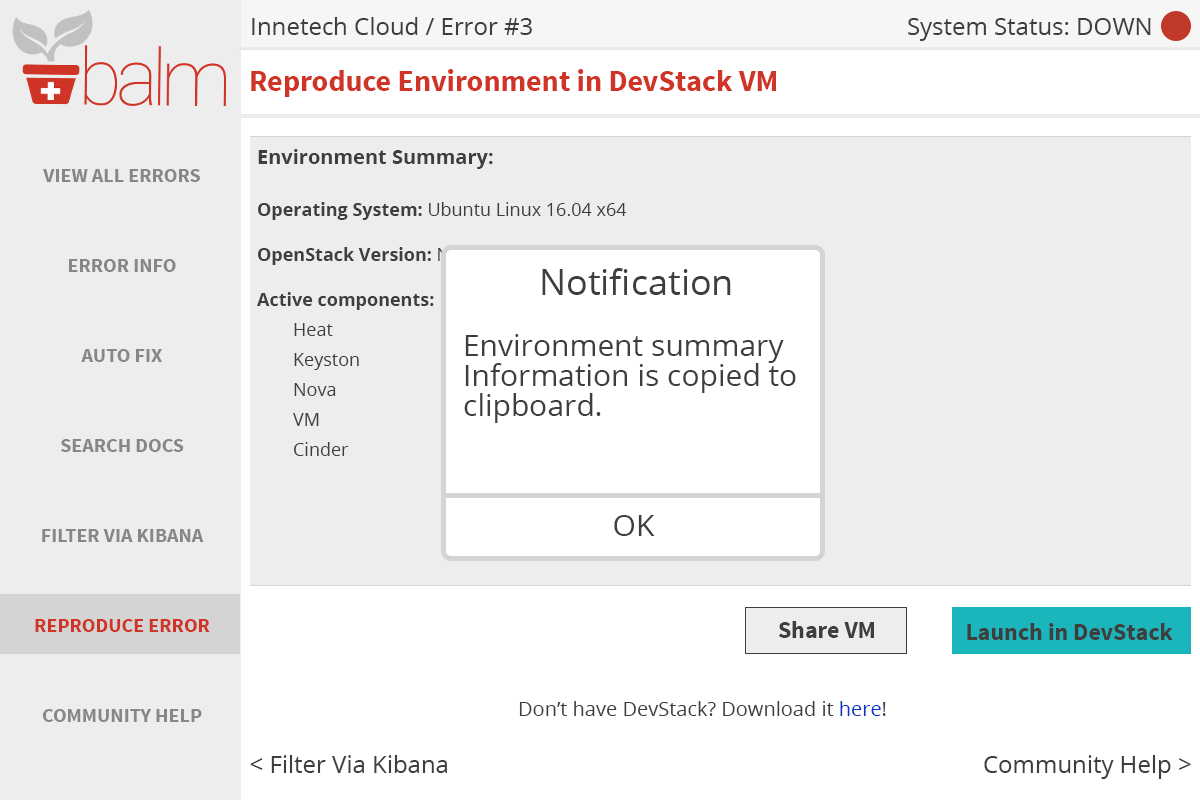 balm
Innetech Cloud / Error #3
System Status: DOWN
Reproduce Environment in DevStack VM
VIEW ALL ERRORS
ERROR INFO
AUTO FIX
SEARCH DOCS
FILTER VIA KIBANA
REPRODUCE ERROR
COMMUNITY HELP
Environment Summary:
Operating System: Ubuntu Linux 16.04 x64
OpenStack Version:
Active components:
Heat
Keyston
Nova
VM
Cinder
Notification
Environment summary
Information is copied to
clipboard.
OK
Share VM
Launch in DevStack
Don’t have DevStack? Download it here!
< Filter Via Kibana
Community Help >